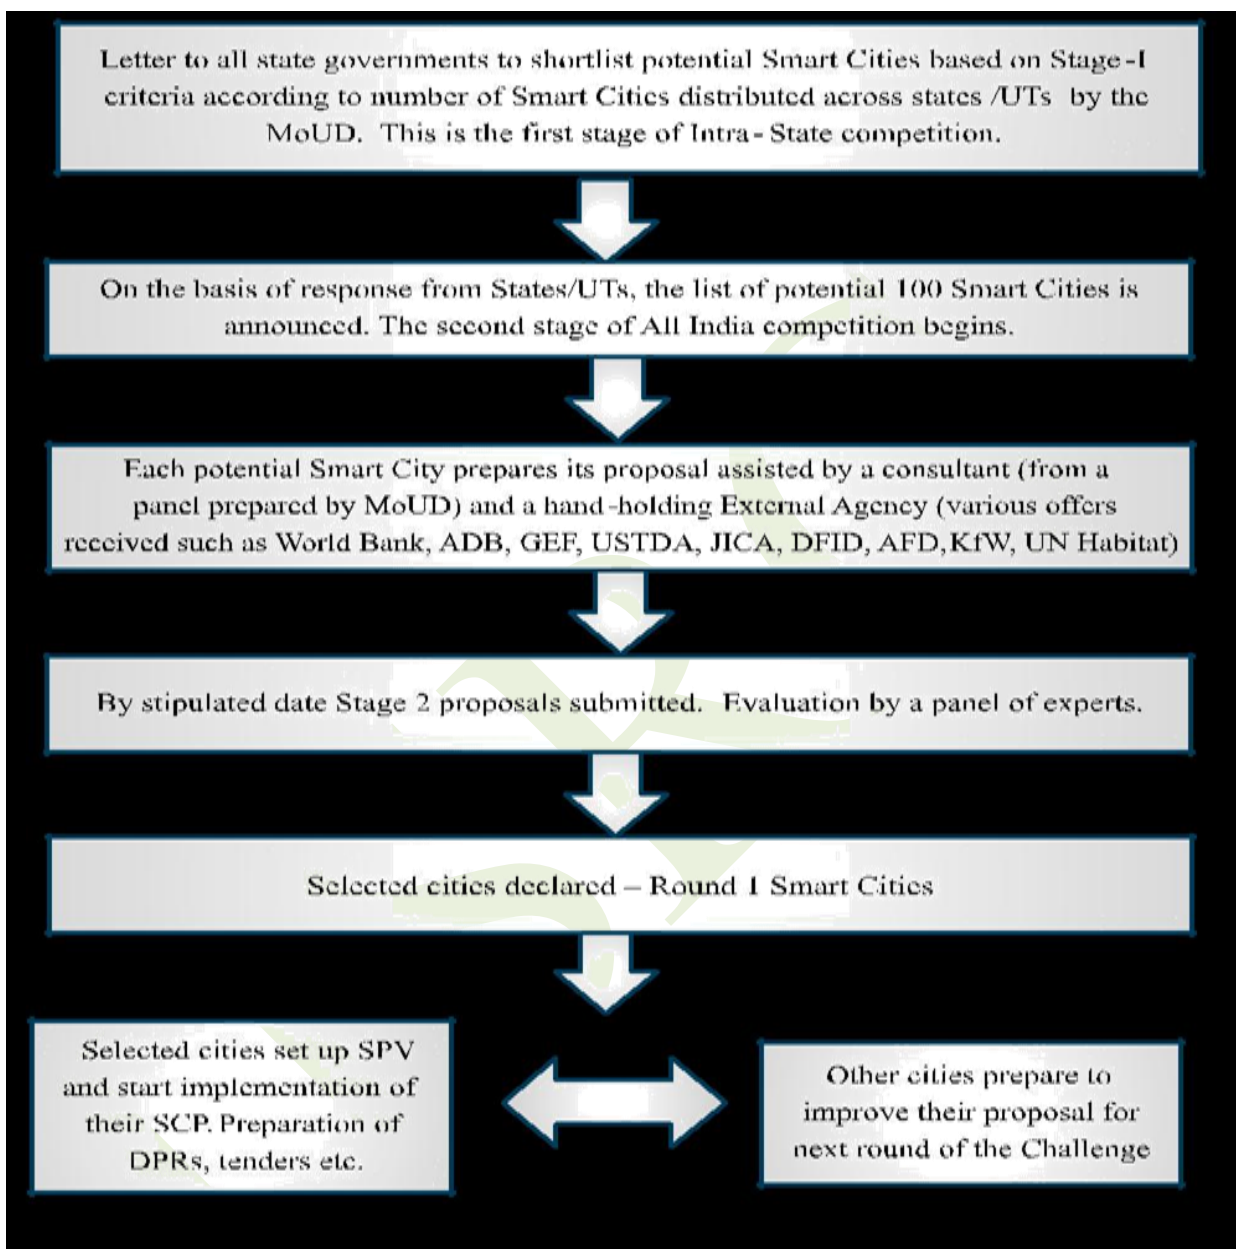 Letter to all state governments to shortlist potential Smart Cities based on Stage-I
criteria according to number of Smart Cities distributed across states /UTs by the
MoUD. This is the first stage of Intra-State competition.
On the basis of response from States/UTs, the list of potential 100 Smart Cities is
announced. The second stage of All India competition begins.
Each potential Smart City prepares its proposal assisted by a consultant (from a
panel prepared by MoUD) and a hand-holding External Agency (various offers
received such as World Bank, ADB, GEF, USTDA, JICA, DFID, AFD,KfW, UN Habitat)
By stipulated date Stage 2 proposals submitted. Evaluation by a panel of experts.
Selected cities declared – Round 1 Smart Cities
Selected cities set up SPV
and start implementation of
their SCP. Preparation of
DPRs, tenders etc.
Other cities prepare to
improve their proposal for
next round of the Challenge